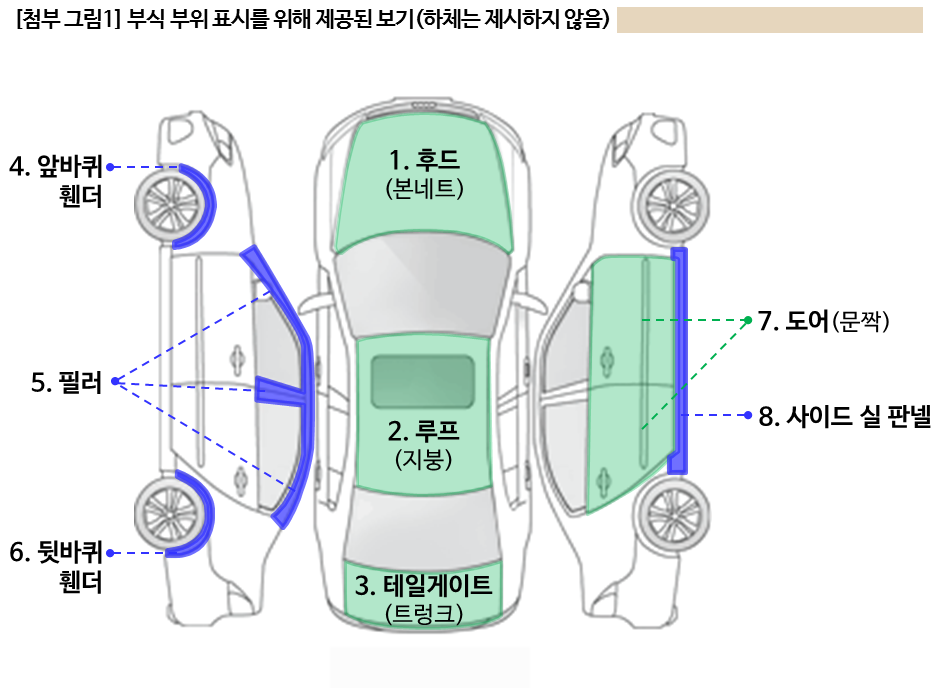 [첨부 그림1] 부식 부위 표시를 위해 제공된 보기(하체는 제시하지 않음)
1. 후드
(본네트)
4. 앞바퀴
휀더
7. 도어(문짝)
5. 필러
8. 사이드 실 판넬
2. 루프
(지붕)
6. 뒷바퀴
휀더
3. 테일게이트
(트렁크)